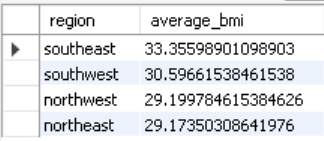 region average_bmi
southeast 33.35598901098903
southwest 30.59661538461538
northwest 29.199784615384626
northeast 29.17350308641976